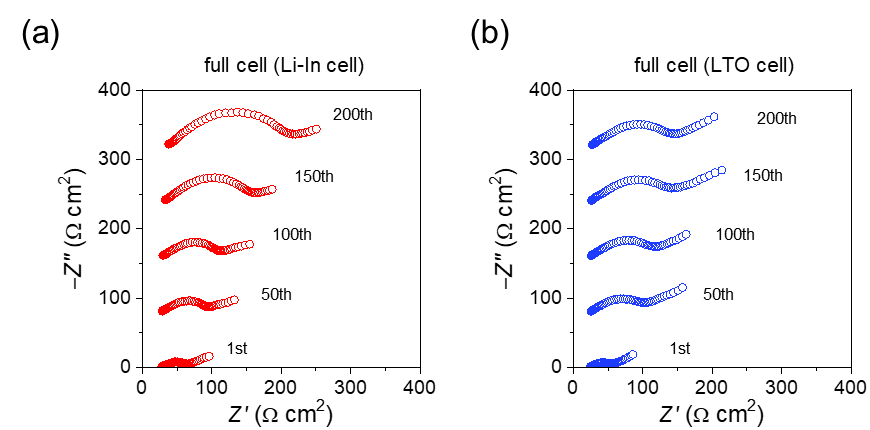 (a)
full cell (Li-In cell)
400
300
200
100
0
−Z″ (Ω cm²)
200th
150th
100th
50th
1st
0
100
200
300
400
Z′ (Ω cm²)
(b)
full cell (LTO cell)
400
300
200
100
0
−Z″ (Ω cm²)
200th
150th
100th
50th
1st
0
100
200
300
400
Z′ (Ω cm²)